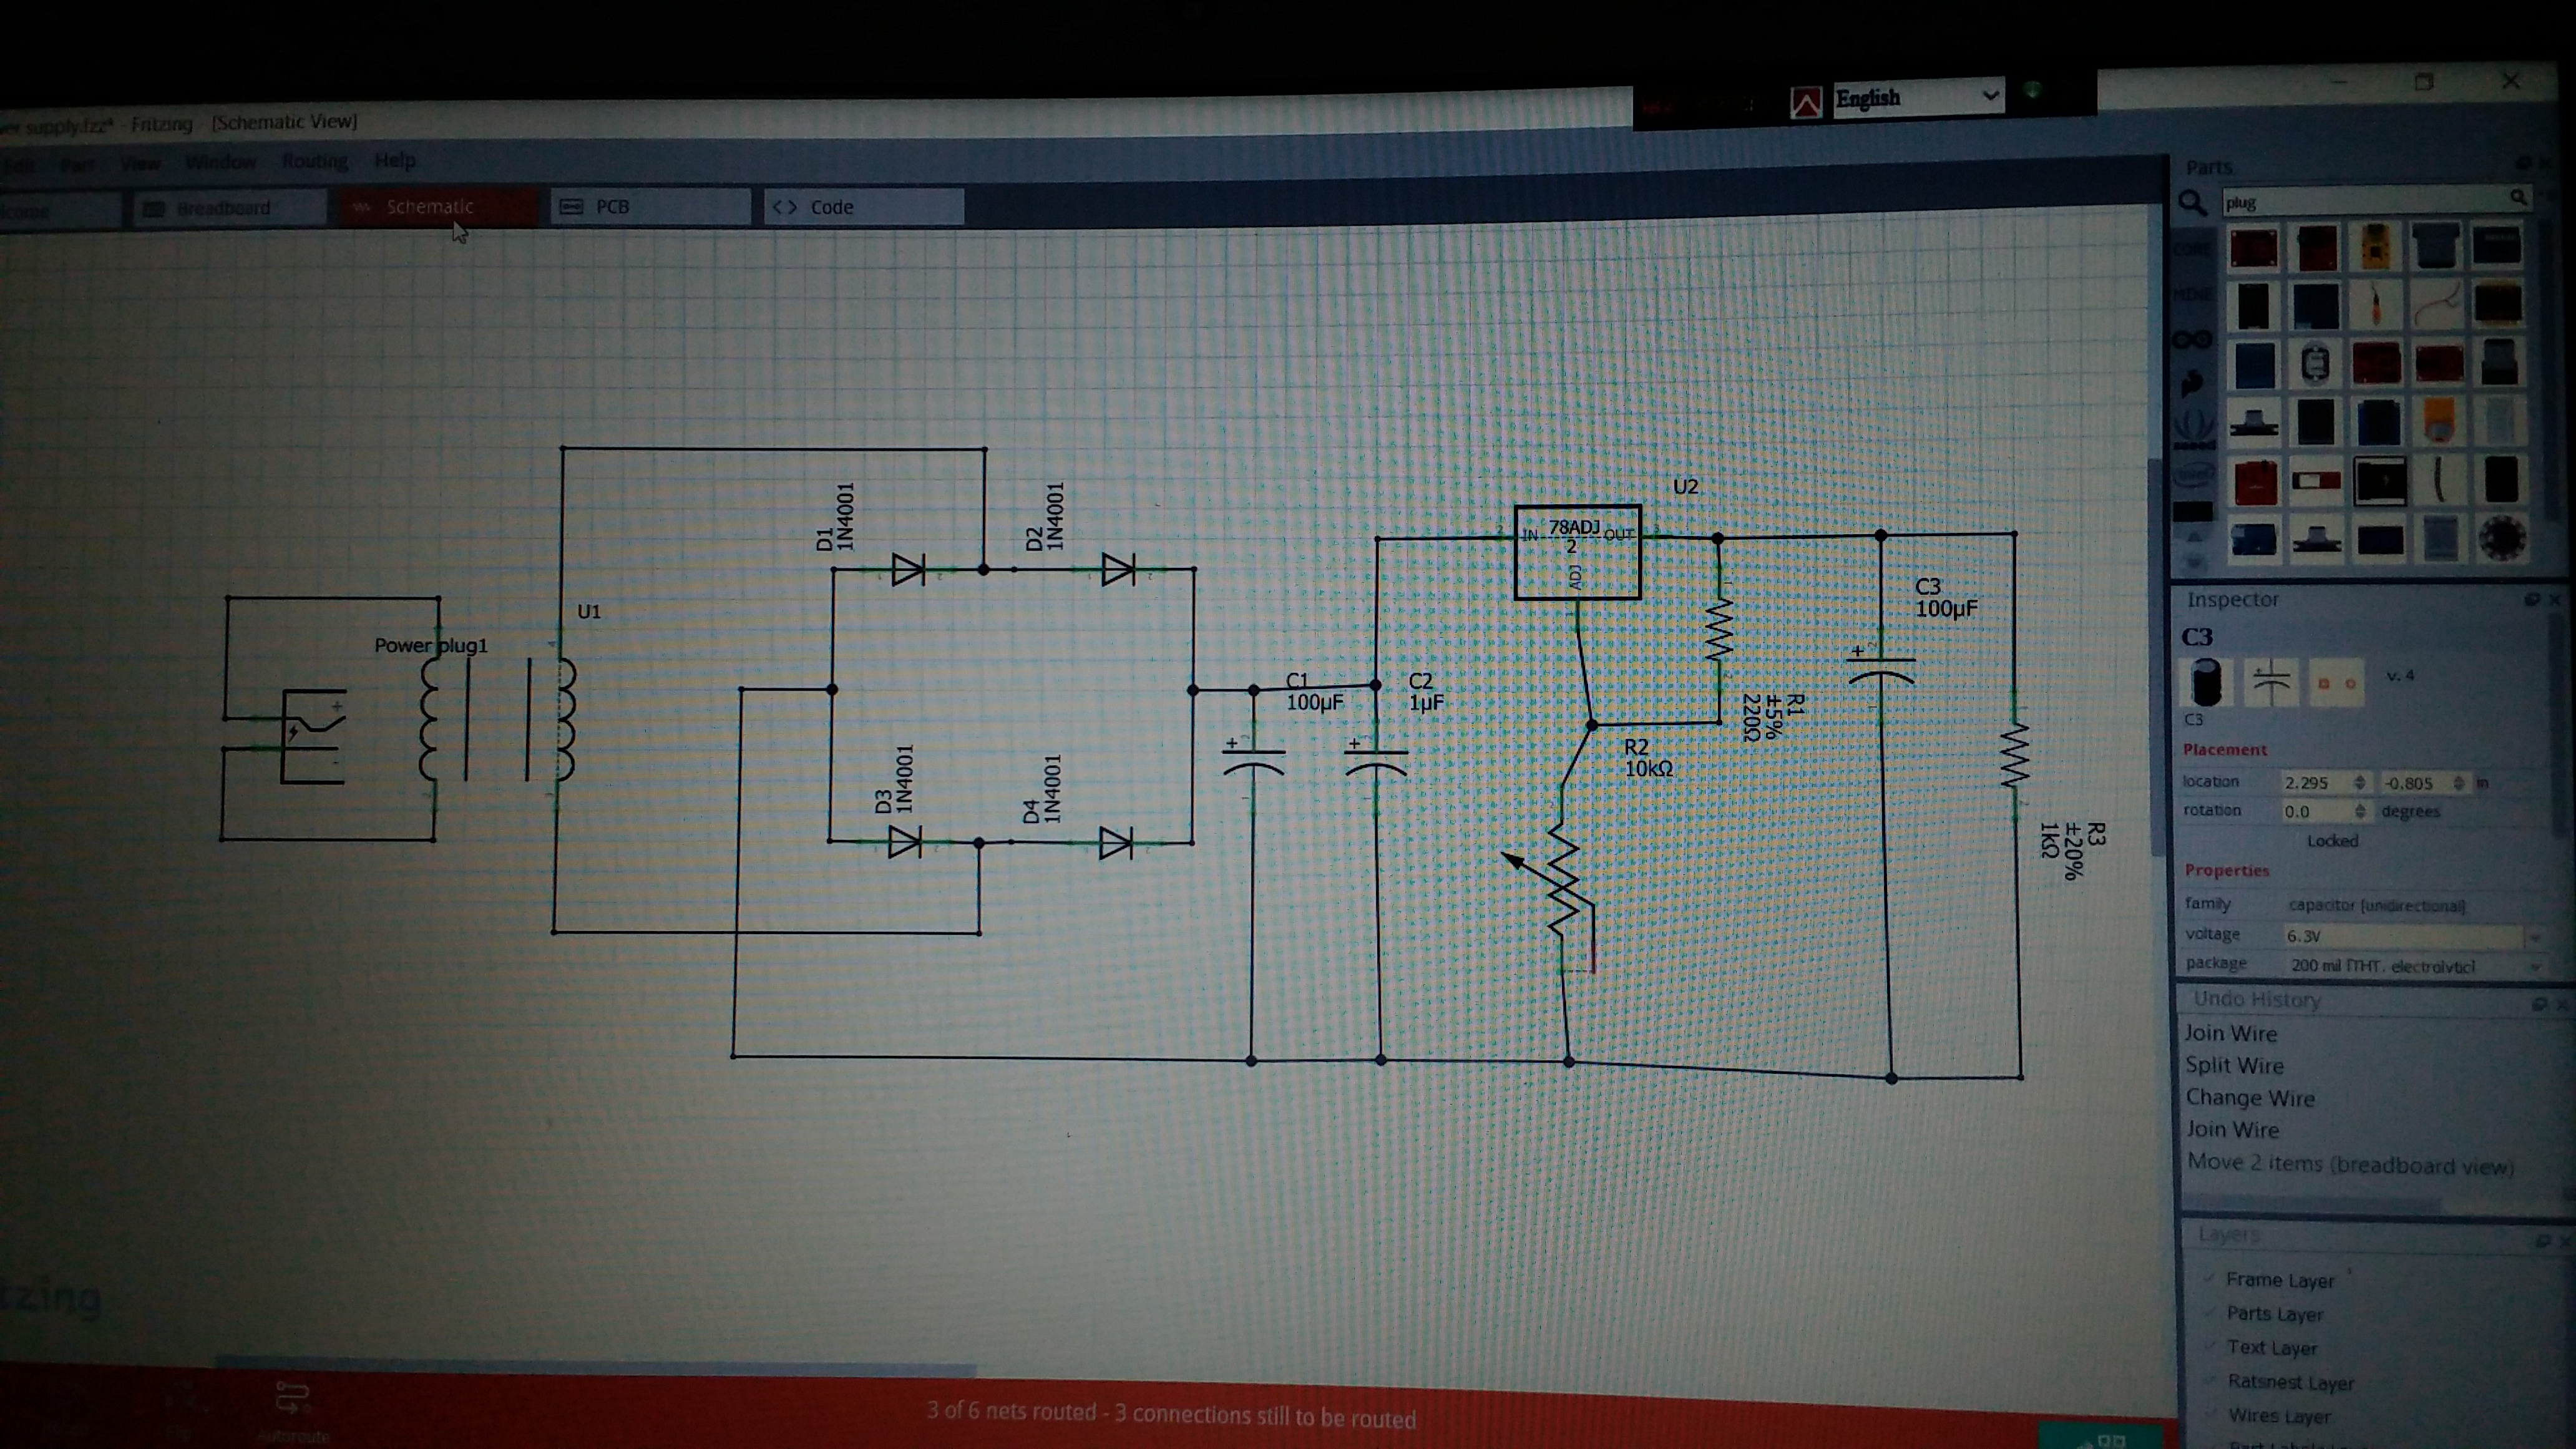 English
er supply.fzz* - Fritzing - [Schematic View]
Edit Part View Window Routing Help
Breadboard
Schematic
PCB
<> Code
Parts
plug
CORE
MINE
U2
78ADJ
2
IN
OUT
ADJ
D1
1N4001
D2
1N4001
U1
Power plug1
C3
100µF
C1
100µF
C2
1µF
R1
±5%
220Ω
R2
10kΩ
D3
1N4001
D4
1N4001
R3
±20%
1kΩ
Inspector
C3
v. 4
C3
Placement
location 2.295 -0.805 in
rotation 0.0 degrees
Locked
Properties
family capacitor [unidirectional]
voltage 6.3V
package 200 mil [THT, electrolytic]
Undo History
Join Wire
Split Wire
Change Wire
Join Wire
Move 2 items (breadboard view)
Layers
Frame Layer
Parts Layer
Text Layer
Ratsnest Layer
Wires Layer
tzing
3 of 6 nets routed - 3 connections still to be routed
Autoroute